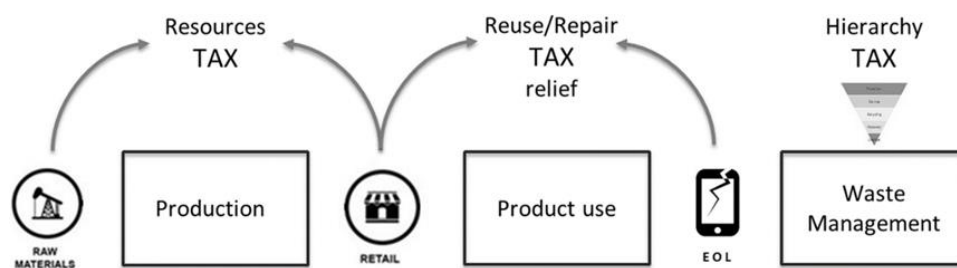 Resources
TAX
Reuse/Repair
TAX
relief
Hierarchy
TAX
Production
Product use
Waste
Management
RAW
MATERIALS
RETAIL
EOL